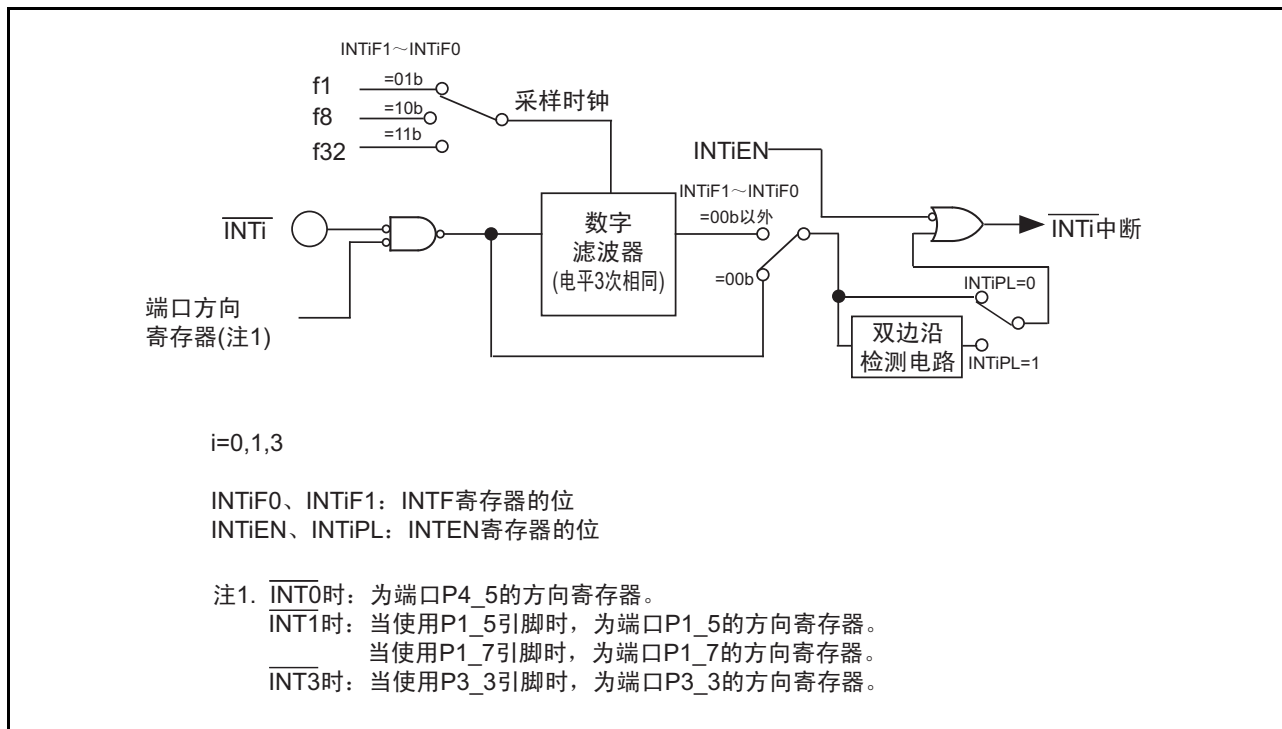 INTiF1～INTiF0
f1
=01b
f8
=10b
f32
=11b
采样时钟
INTiEN
INTi
数字
滤波器
(电平3次相同)
INTiF1～INTiF0
=00b以外
=00b
INTi中断
端口方向
寄存器(注1)
INTiPL=0
双边沿
检测电路
INTiPL=1
i=0,1,3
INTiF0、INTiF1：INTF寄存器的位
INTiEN、INTiPL：INTEN寄存器的位
注1. INT0时：为端口P4_5的方向寄存器。
INT1时：当使用P1_5引脚时，为端口P1_5的方向寄存器。
当使用P1_7引脚时，为端口P1_7的方向寄存器。
INT3时：当使用P3_3引脚时，为端口P3_3的方向寄存器。